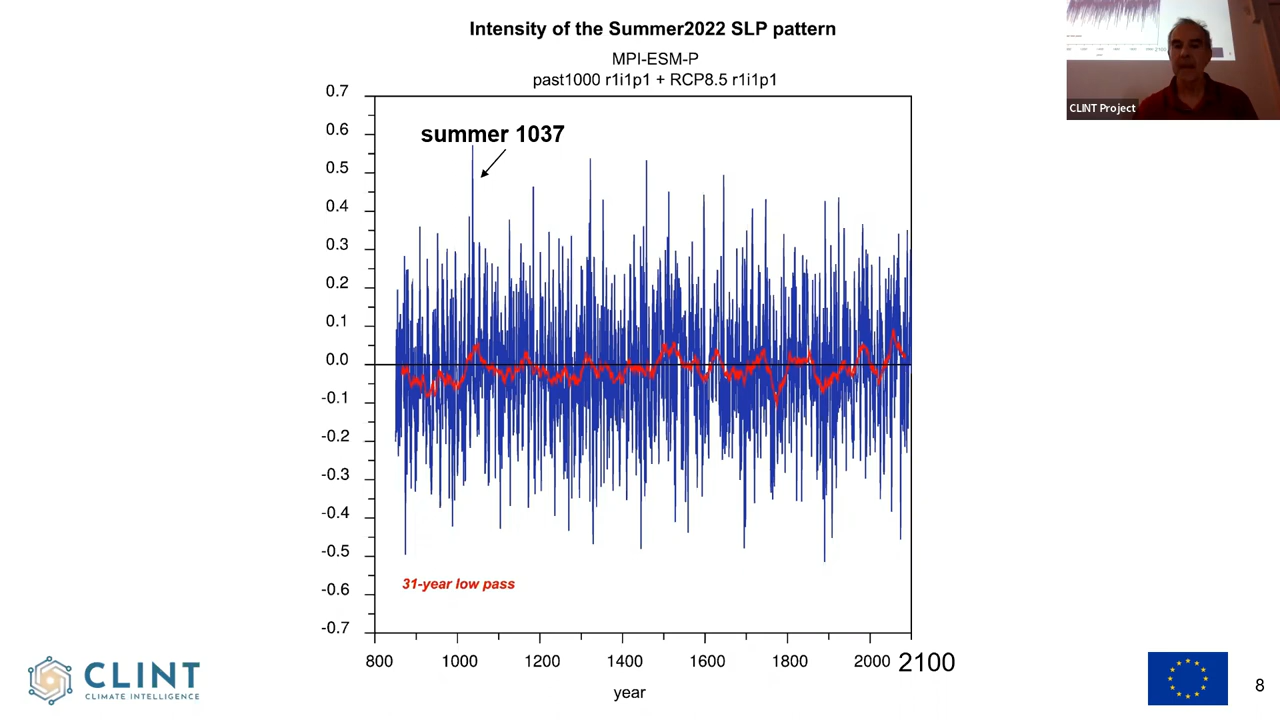 Intensity of the Summer2022 SLP pattern
MPI-ESM-P
past1000 r1i1p1 + RCP8.5 r1i1p1
CLINT Project
summer 1037
0.7
0.6
0.5
0.4
0.3
0.2
0.1
0.0
-0.1
-0.2
-0.3
-0.4
-0.5
-0.6
-0.7
31-year low pass
800 1000 1200 1400 1600 1800 2000 2100
year
CLINT
CLIMATE INTELLIGENCE
8